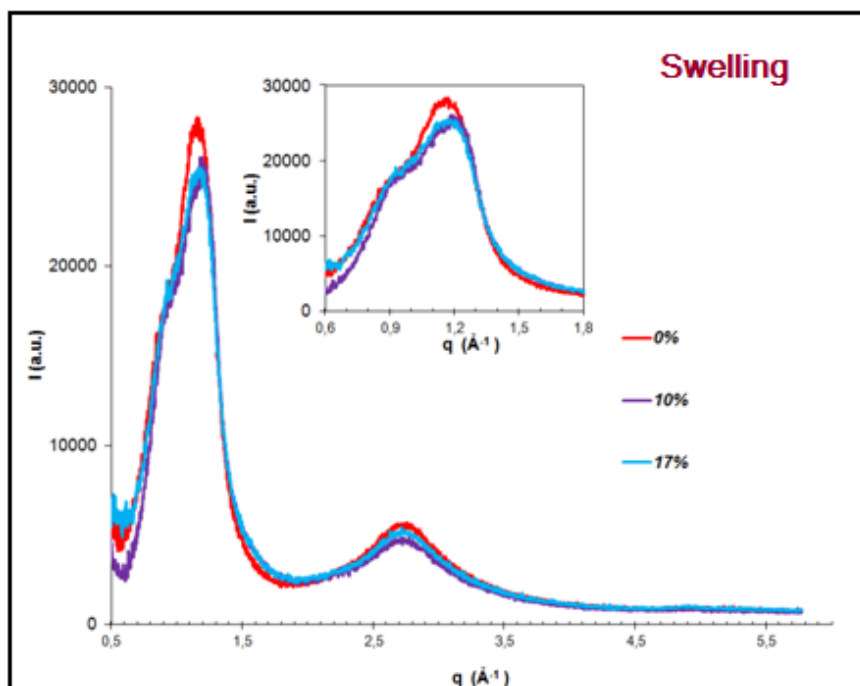 Swelling
30000
20000
10000
0
I (a.u.)
0,5 1,5 2,5 3,5 4,5 5,5
q (Å-1)
30000
20000
10000
0
I (a.u.)
0,6 0,9 1,2 1,5 1,8
q (Å-1)
0%
10%
17%